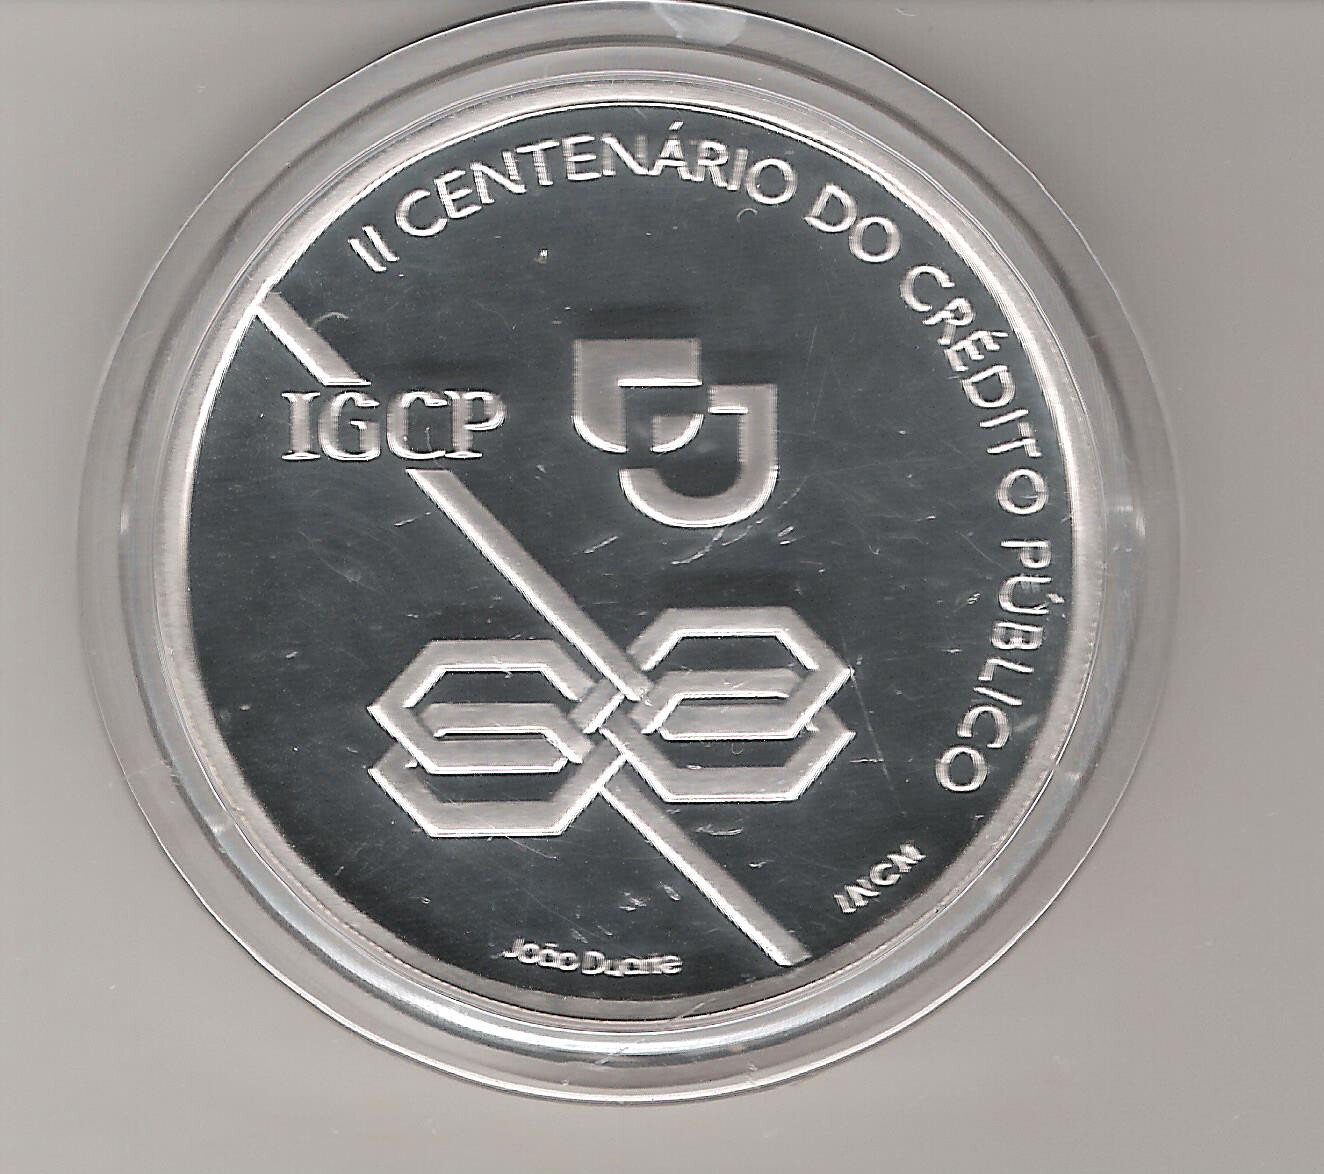 II CENTENÁRIO DO CRÉDITO PÚBLICO
IGCP
INCM
João Duarte